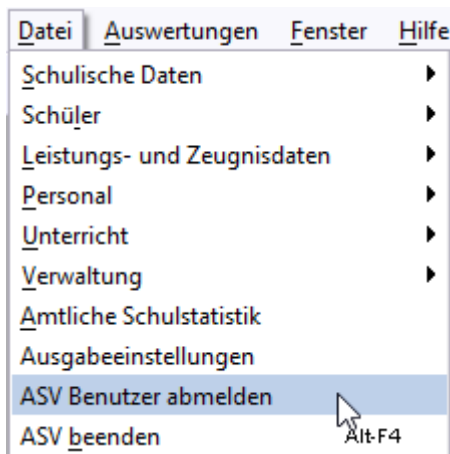 Datei Auswertungen Fenster Hilfe
Schulische Daten
Schüler
Leistungs- und Zeugnisdaten
Personal
Unterricht
Verwaltung
Amtliche Schulstatistik
Ausgabeeinstellungen
ASV Benutzer abmelden
ASV beenden Alt-F4